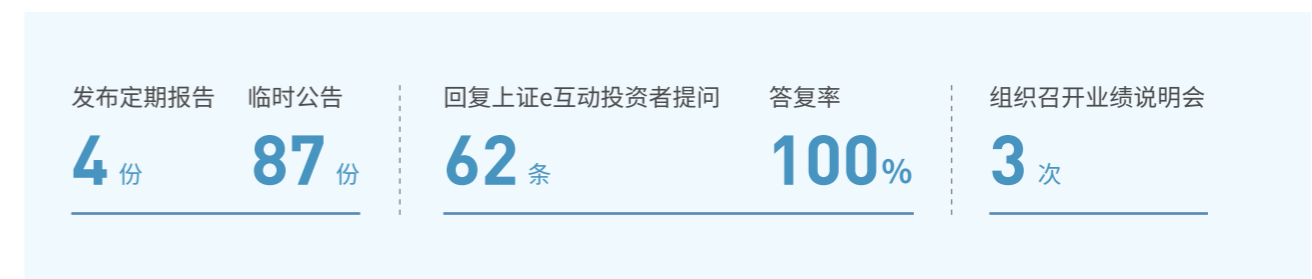 发布定期报告 临时公告
4 份 87 份
回复上证e互动投资者提问 答复率
62 条 100%
组织召开业绩说明会
3 次